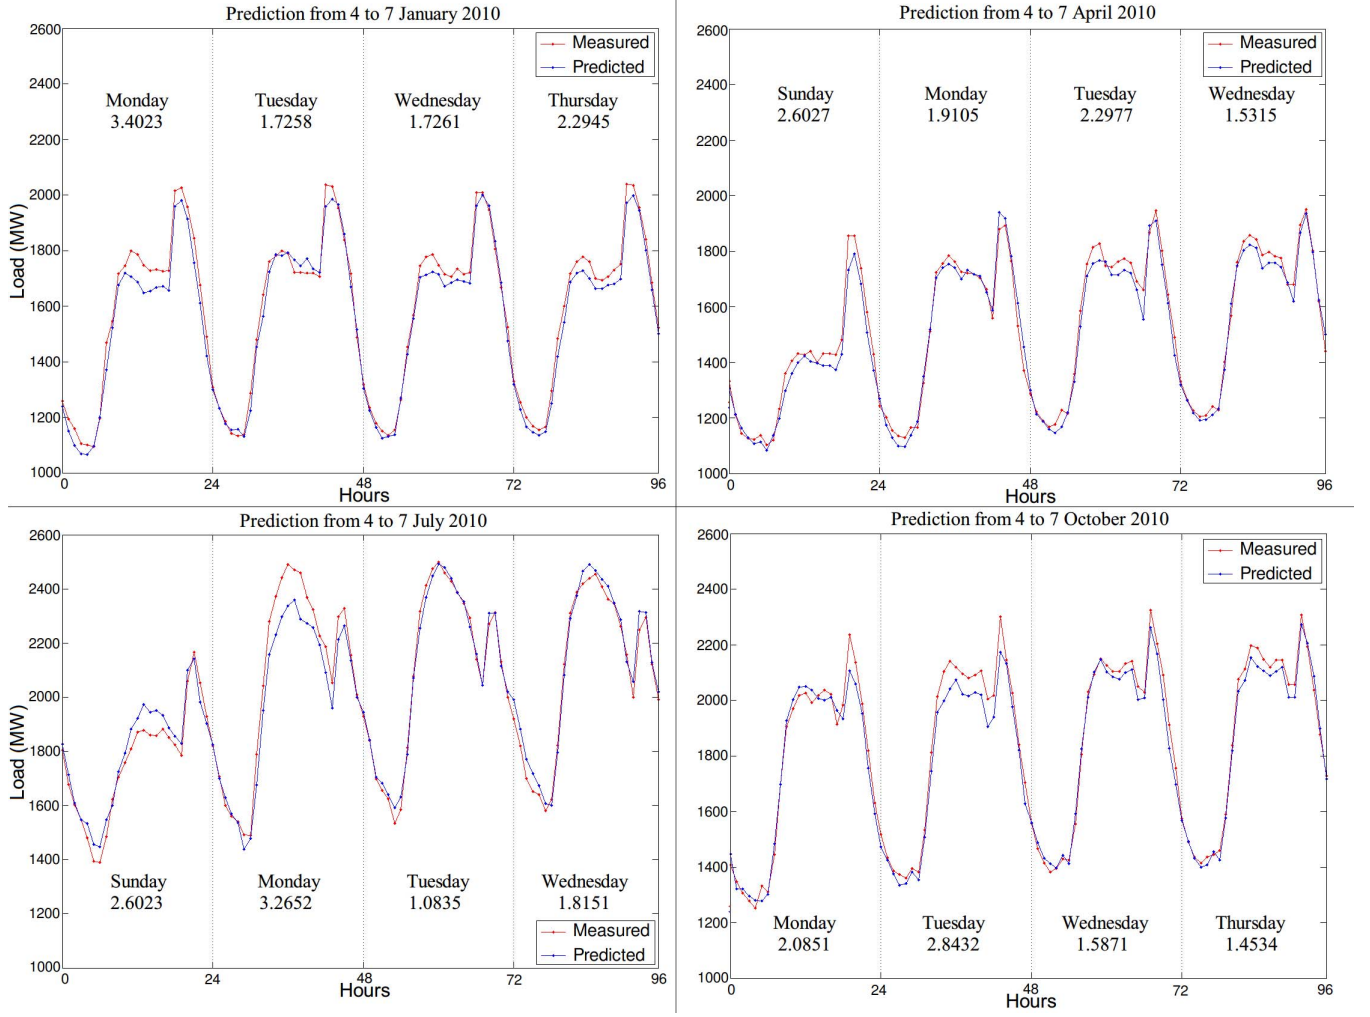 Prediction from 4 to 7 January 2010
2600
2400
2200
2000
1800
1600
1400
1200
1000
Load (MW)
Measured
Predicted
Monday Tuesday Wednesday Thursday
3.4023 1.7258 1.7261 2.2945
0 24 48 72 96
Hours
Prediction from 4 to 7 April 2010
2600
2400
2200
2000
1800
1600
1400
1200
1000
Measured
Predicted
Sunday Monday Tuesday Wednesday
2.6027 1.9105 2.2977 1.5315
0 24 48 72 96
Hours
Prediction from 4 to 7 July 2010
2600
2400
2200
2000
1800
1600
1400
1200
1000
Load (MW)
Sunday Monday Tuesday Wednesday
2.6023 3.2652 1.0835 1.8151
Measured
Predicted
0 24 48 72 96
Hours
Prediction from 4 to 7 October 2010
2600
2400
2200
2000
1800
1600
1400
1200
1000
Measured
Predicted
Monday Tuesday Wednesday Thursday
2.0851 2.8432 1.5871 1.4534
0 24 48 72 96
Hours